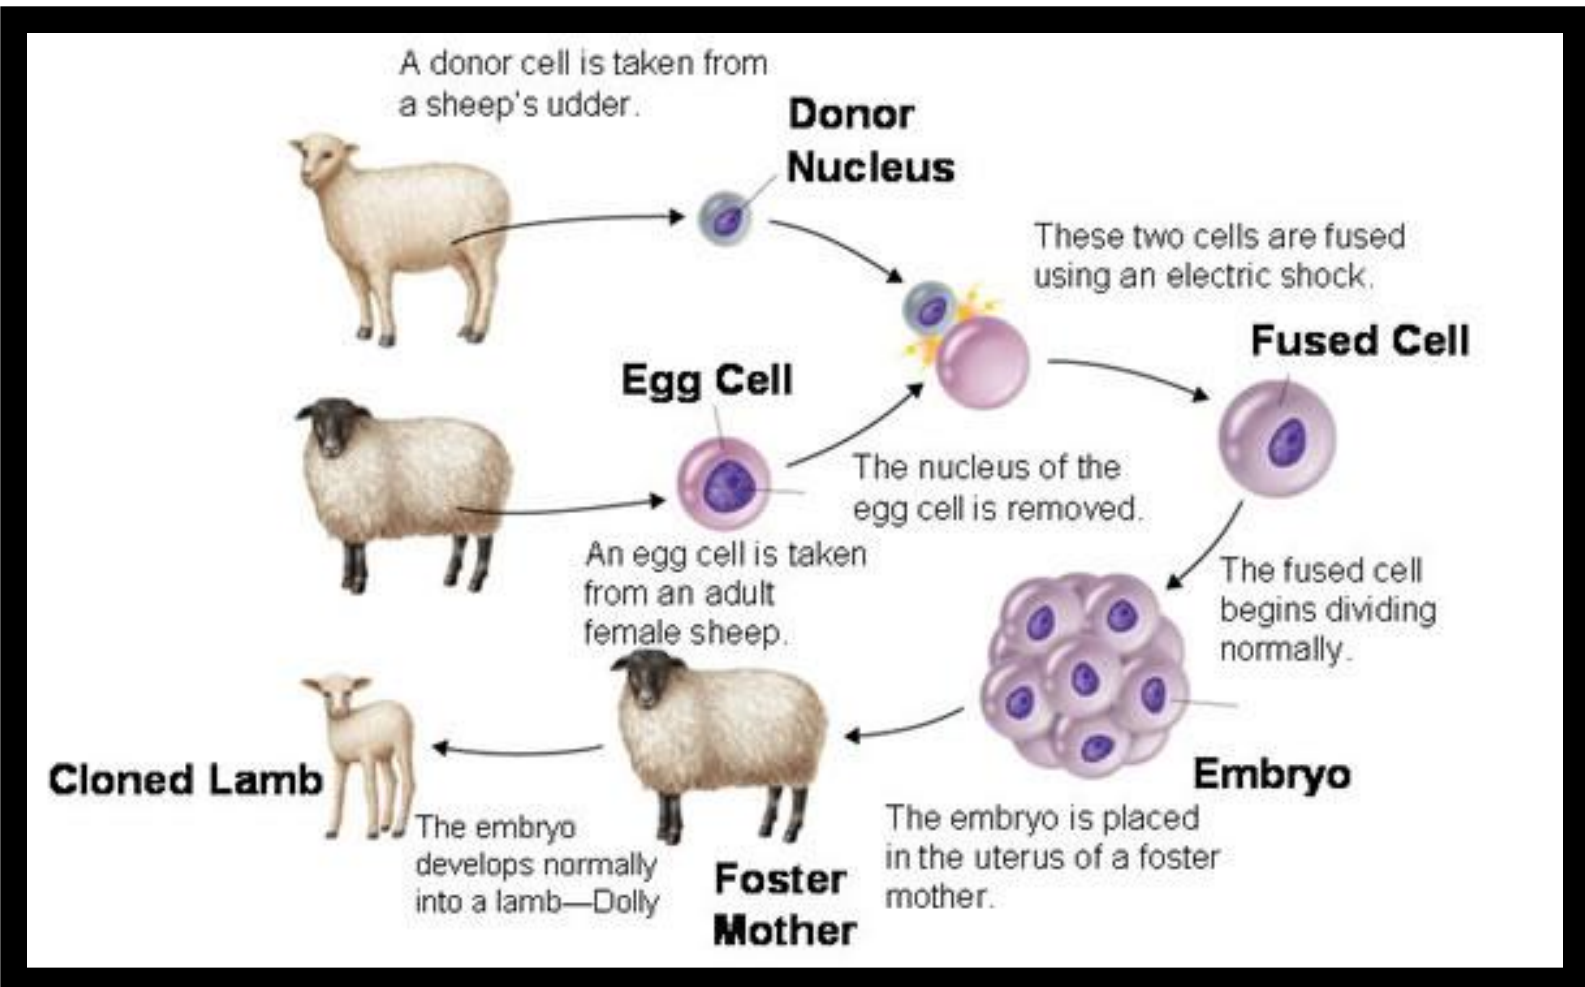 A donor cell is taken from
a sheep's udder.
Donor
Nucleus
These two cells are fused
using an electric shock.
Fused Cell
Egg Cell
The nucleus of the
egg cell is removed.
An egg cell is taken
from an adult
female sheep.
The fused cell
begins dividing
normally.
Embryo
The embryo is placed
in the uterus of a foster
mother.
Foster
Mother
Cloned Lamb
The embryo
develops normally
into a lamb—Dolly